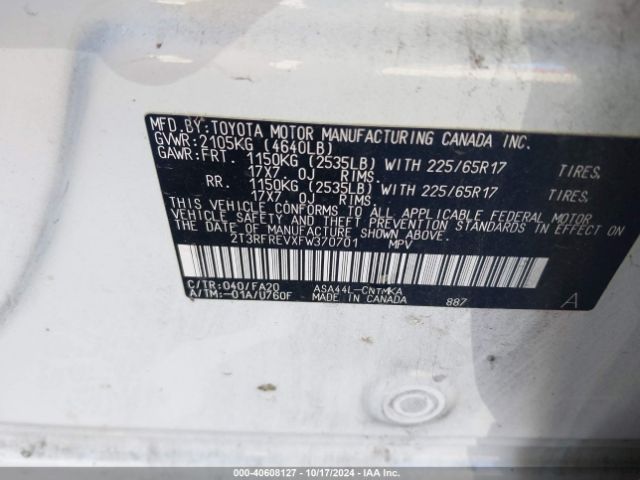 MFD.BY:TOYOTA MOTOR MANUFACTURING CANADA INC.
GVWR:2105KG (4640LB)
GAWR:FRT. 1150KG (2535LB) WITH 225/65R17 TIRES,
17X7.0J RIMS,
RR. 1150KG (2535LB) WITH 225/65R17 TIRES,
17X7.0J RIMS.
THIS VEHICLE CONFORMS TO ALL APPLICABLE FEDERAL MOTOR
VEHICLE SAFETY AND THEFT PREVENTION STANDARDS IN EFFECT ON
THE DATE OF MANUFACTURE SHOWN ABOVE.
2T3RFREVXFW370701 MPV
C/TR:040/FA20 ASA44L-CNTMKA
A/TM:-01A/U760F MADE IN CANADA 887 A
000-40608127 - 10/17/2024 - IAA Inc.